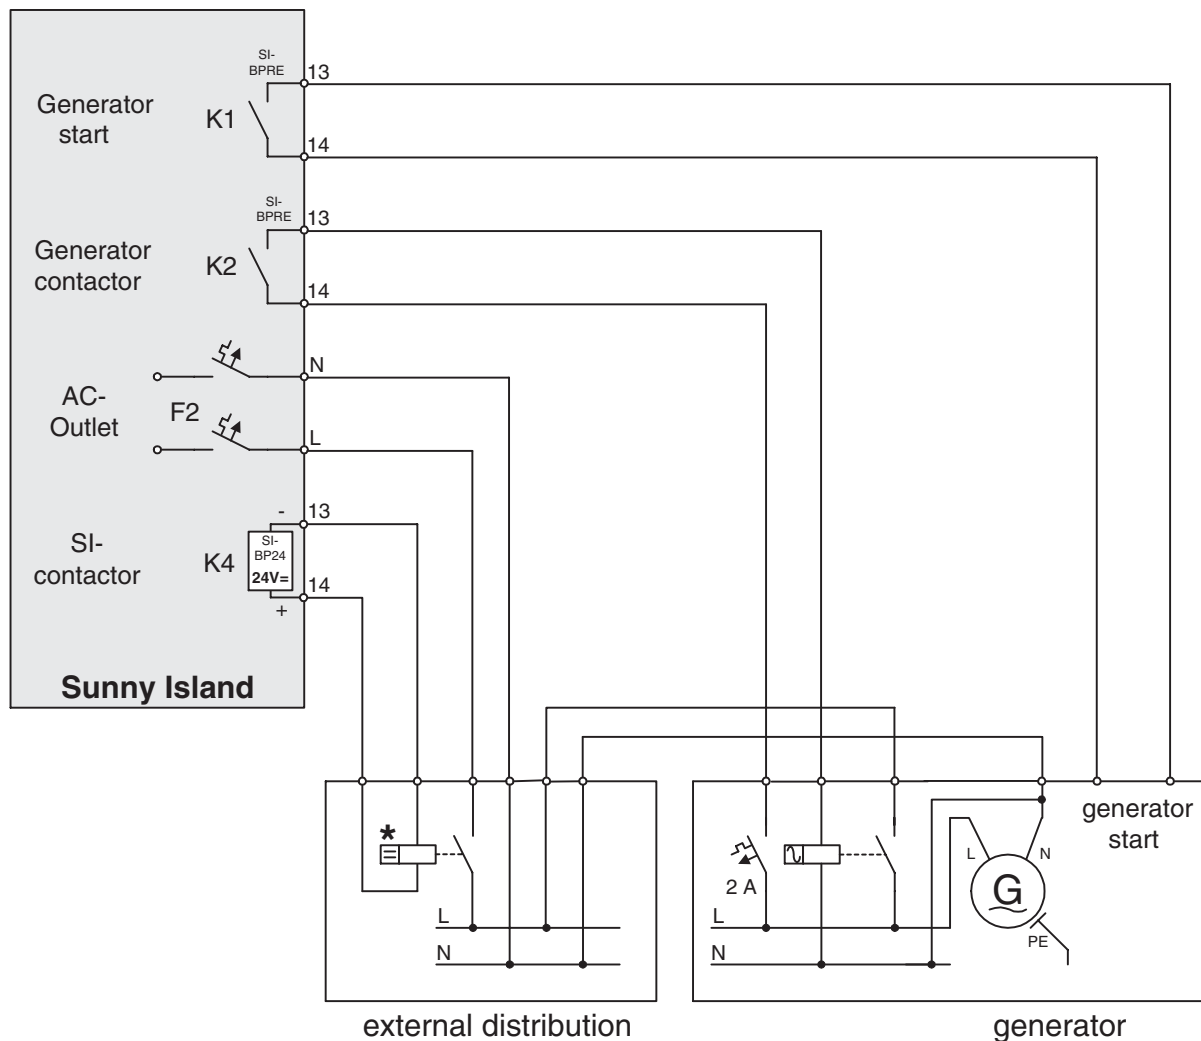 SI-
BPRE
13
Generator
start
K1
14
SI-
BPRE
13
Generator
contactor
K2
14
N
AC-
Outlet
F2
L
- 13
SI-
contactor
K4
SI-
BP24
24V=
14
+
Sunny Island
*
L
N
external distribution
2 A
L
N
L
N
G
PE
generator
start
generator